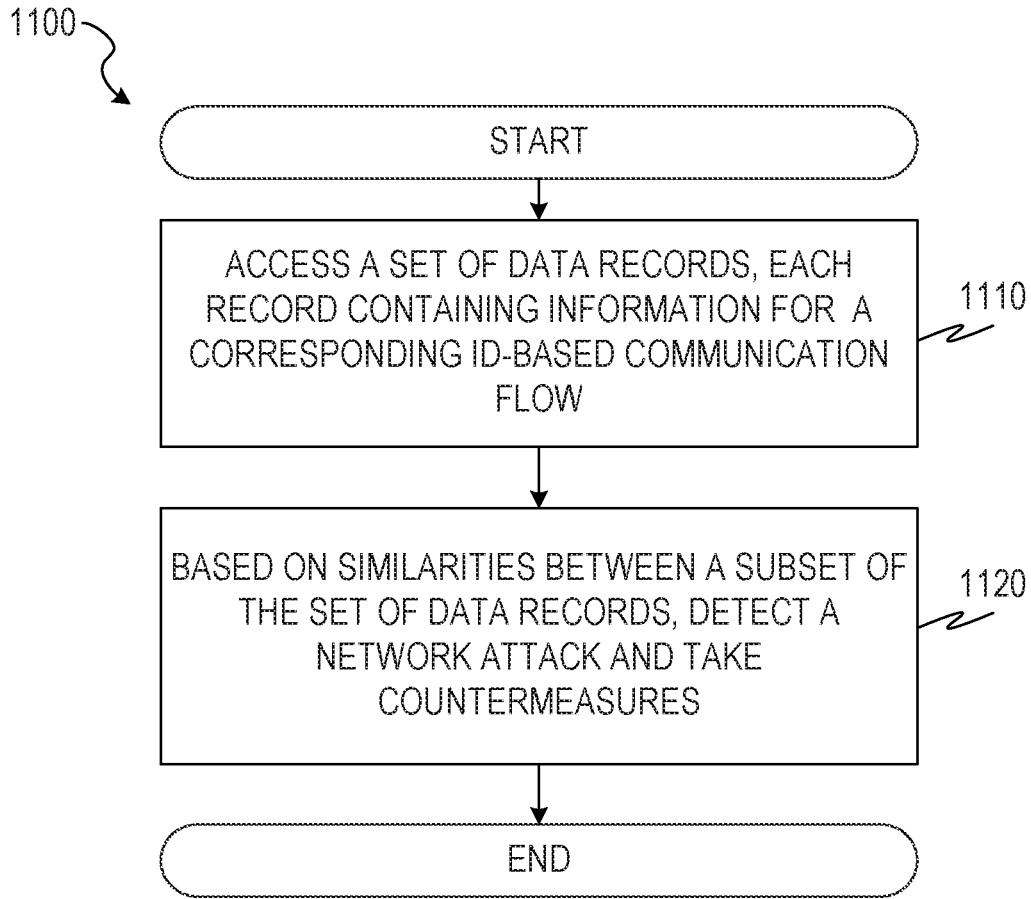 1100
START
ACCESS A SET OF DATA RECORDS, EACH
RECORD CONTAINING INFORMATION FOR A
CORRESPONDING ID-BASED COMMUNICATION
FLOW
1110
BASED ON SIMILARITIES BETWEEN A SUBSET OF
THE SET OF DATA RECORDS, DETECT A
NETWORK ATTACK AND TAKE
COUNTERMEASURES
1120
END